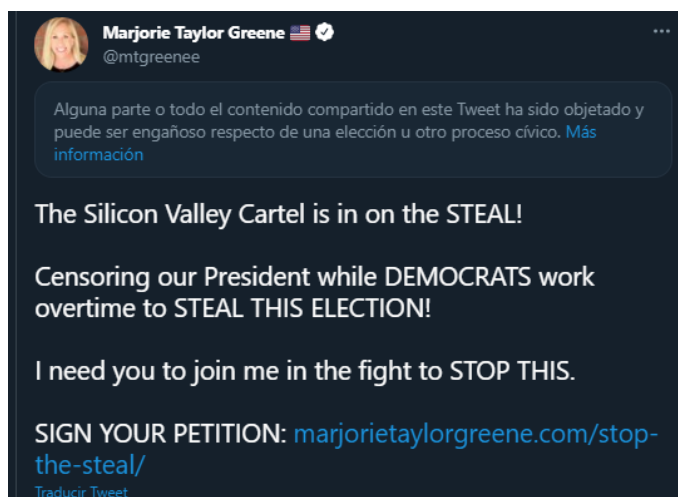 Marjorie Taylor Greene 🇺🇸
@mtgreenee
Alguna parte o todo el contenido compartido en este Tweet ha sido objetado y
puede ser engañoso respecto de una elección u otro proceso cívico. Más
información
The Silicon Valley Cartel is in on the STEAL!
Censoring our President while DEMOCRATS work
overtime to STEAL THIS ELECTION!
I need you to join me in the fight to STOP THIS.
SIGN YOUR PETITION: marjorietaylorgreene.com/stop-
the-steal/
Traducir Tweet